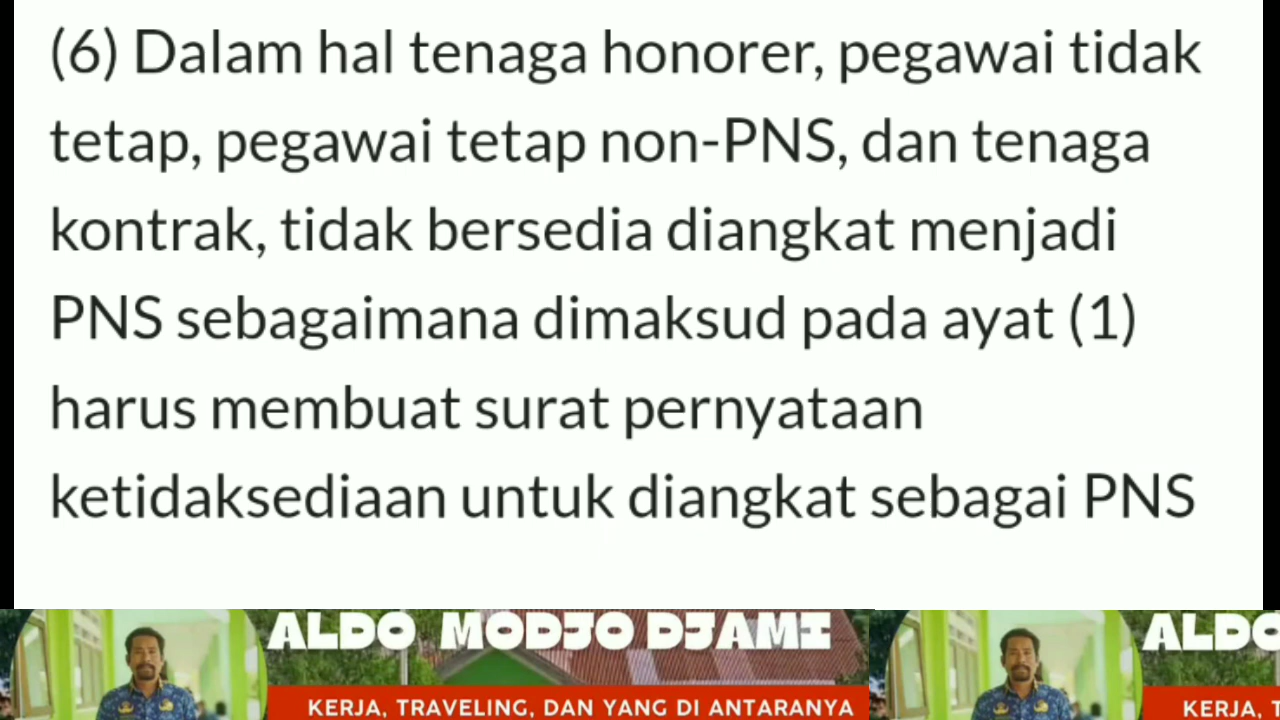 (6) Dalam hal tenaga honorer, pegawai tidak
tetap, pegawai tetap non-PNS, dan tenaga
kontrak, tidak bersedia diangkat menjadi
PNS sebagaimana dimaksud pada ayat (1)
harus membuat surat pernyataan
ketidaksediaan untuk diangkat sebagai PNS
ALDO MODJO DJAMI
KERJA, TRAVELING, DAN YANG DI ANTARANYA
ALDO
KERJA, T